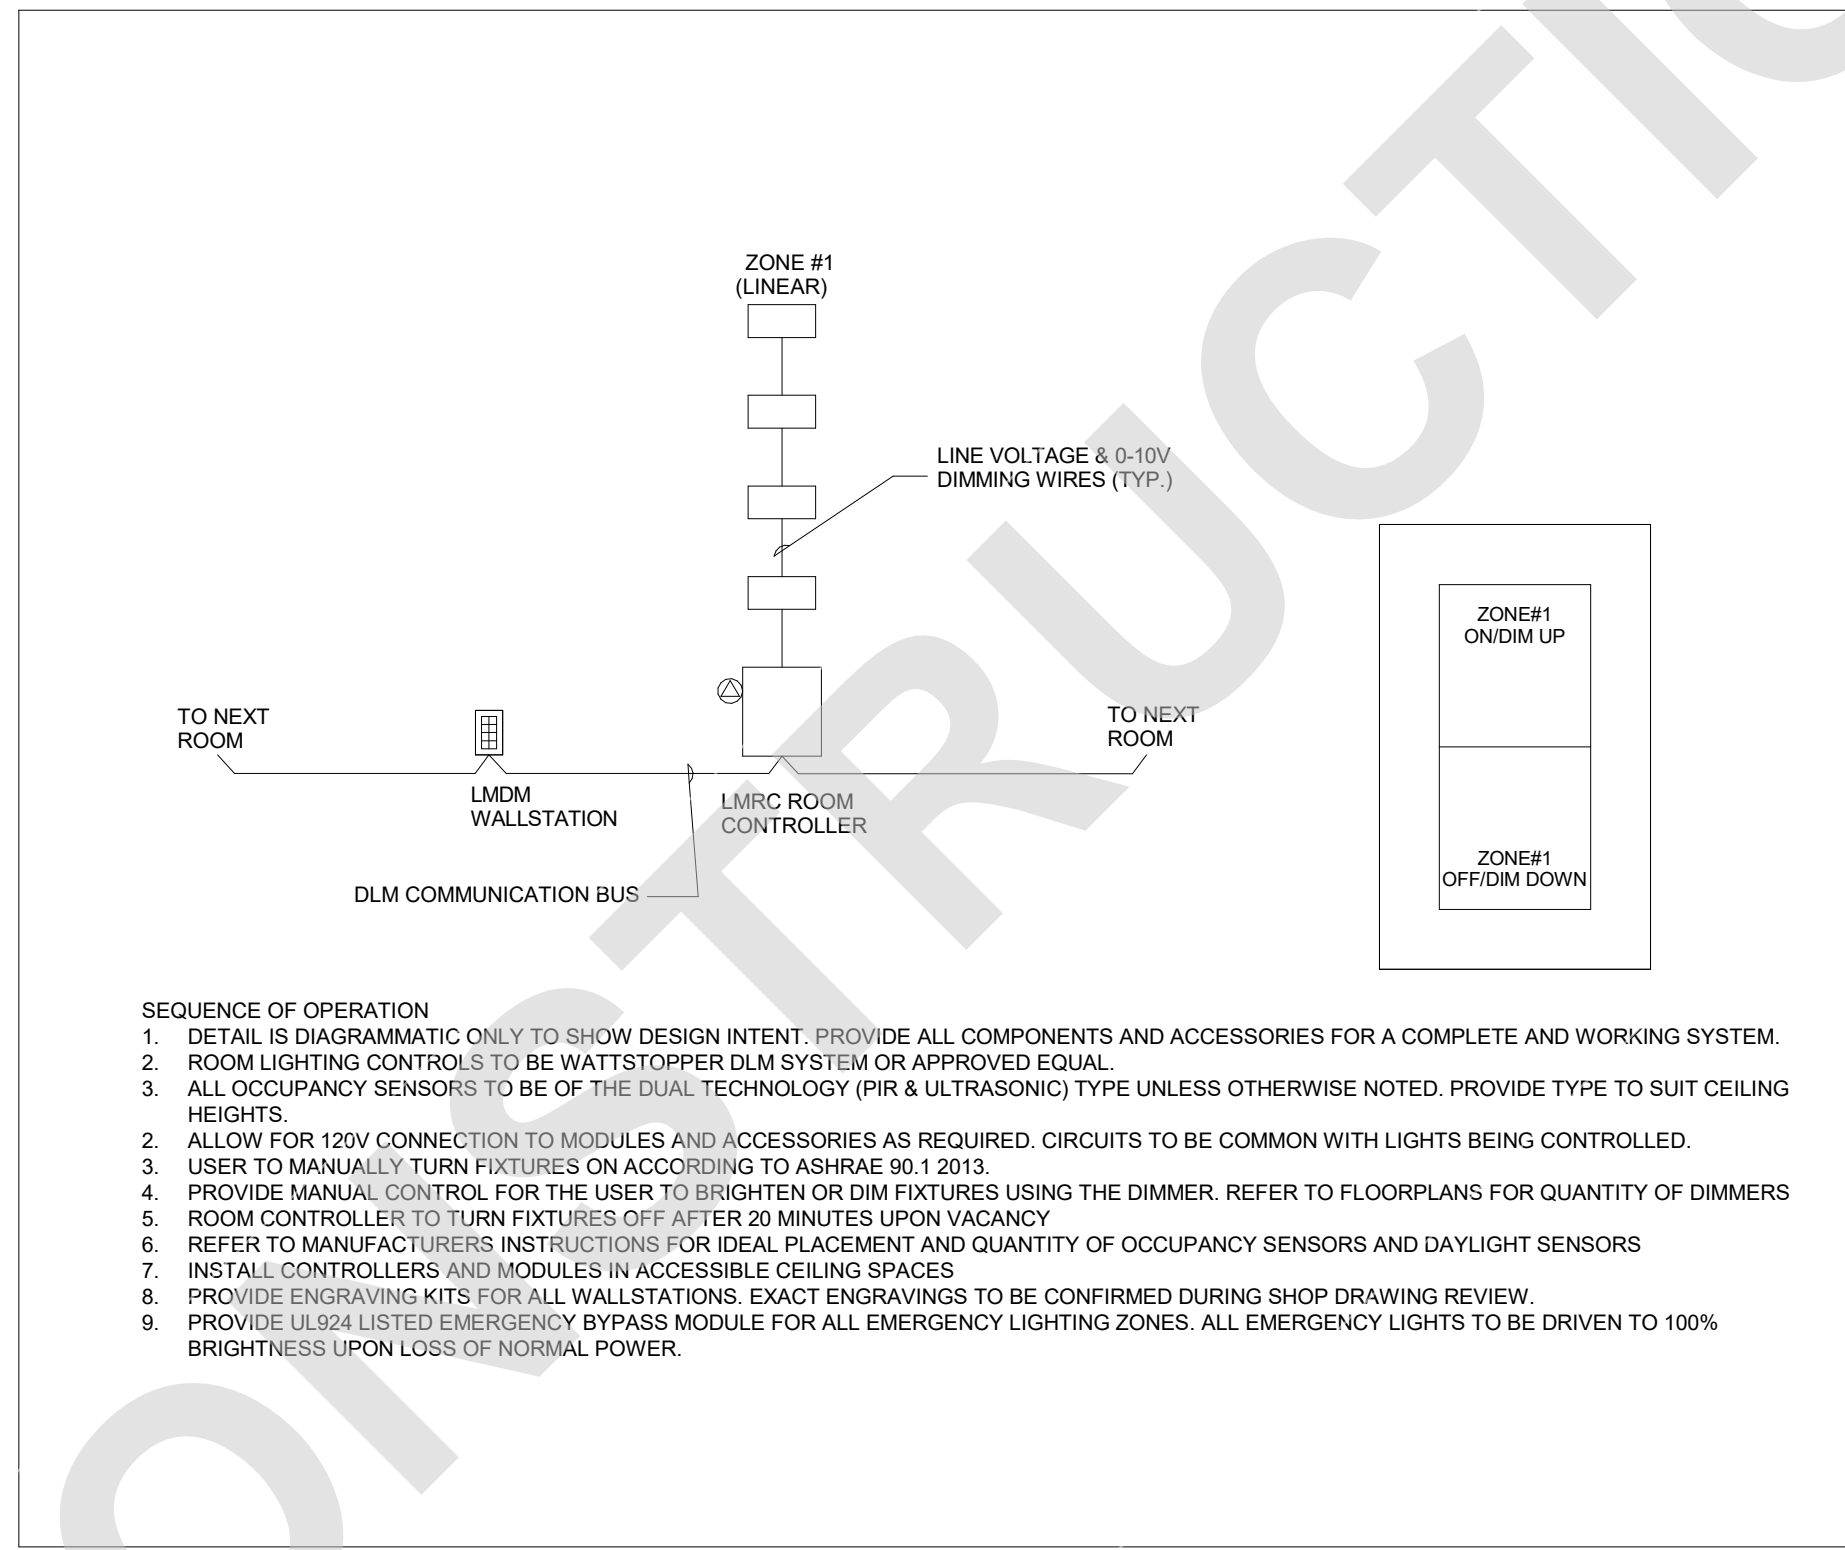 ZONE #1
(LINEAR)
LINE VOLTAGE & 0-10V
DIMMING WIRES (TYP.)
ZONE#1
ON/DIM UP
TO NEXT
ROOM
TO NEXT
ROOM
LMDM
WALLSTATION
LMRC ROOM
CONTROLLER
ZONE#1
OFF/DIM DOWN
DLM COMMUNICATION BUS
SEQUENCE OF OPERATION
1. DETAIL IS DIAGRAMMATIC ONLY TO SHOW DESIGN INTENT. PROVIDE ALL COMPONENTS AND ACCESSORIES FOR A COMPLETE AND WORKING SYSTEM.
2. ROOM LIGHTING CONTROLS TO BE WATTSTOPPER DLM SYSTEM OR APPROVED EQUAL.
3. ALL OCCUPANCY SENSORS TO BE OF THE DUAL TECHNOLOGY (PIR & ULTRASONIC) TYPE UNLESS OTHERWISE NOTED. PROVIDE TYPE TO SUIT CEILING
HEIGHTS.
2. ALLOW FOR 120V CONNECTION TO MODULES AND ACCESSORIES AS REQUIRED. CIRCUITS TO BE COMMON WITH LIGHTS BEING CONTROLLED.
3. USER TO MANUALLY TURN FIXTURES ON ACCORDING TO ASHRAE 90.1 2013.
4. PROVIDE MANUAL CONTROL FOR THE USER TO BRIGHTEN OR DIM FIXTURES USING THE DIMMER. REFER TO FLOORPLANS FOR QUANTITY OF DIMMERS
5. ROOM CONTROLLER TO TURN FIXTURES OFF AFTER 20 MINUTES UPON VACANCY
6. REFER TO MANUFACTURERS INSTRUCTIONS FOR IDEAL PLACEMENT AND QUANTITY OF OCCUPANCY SENSORS AND DAYLIGHT SENSORS
7. INSTALL CONTROLLERS AND MODULES IN ACCESSIBLE CEILING SPACES
8. PROVIDE ENGRAVING KITS FOR ALL WALLSTATIONS. EXACT ENGRAVINGS TO BE CONFIRMED DURING SHOP DRAWING REVIEW.
9. PROVIDE UL924 LISTED EMERGENCY BYPASS MODULE FOR ALL EMERGENCY LIGHTING ZONES. ALL EMERGENCY LIGHTS TO BE DRIVEN TO 100%
BRIGHTNESS UPON LOSS OF NORMAL POWER.
ONSTRUCTIO